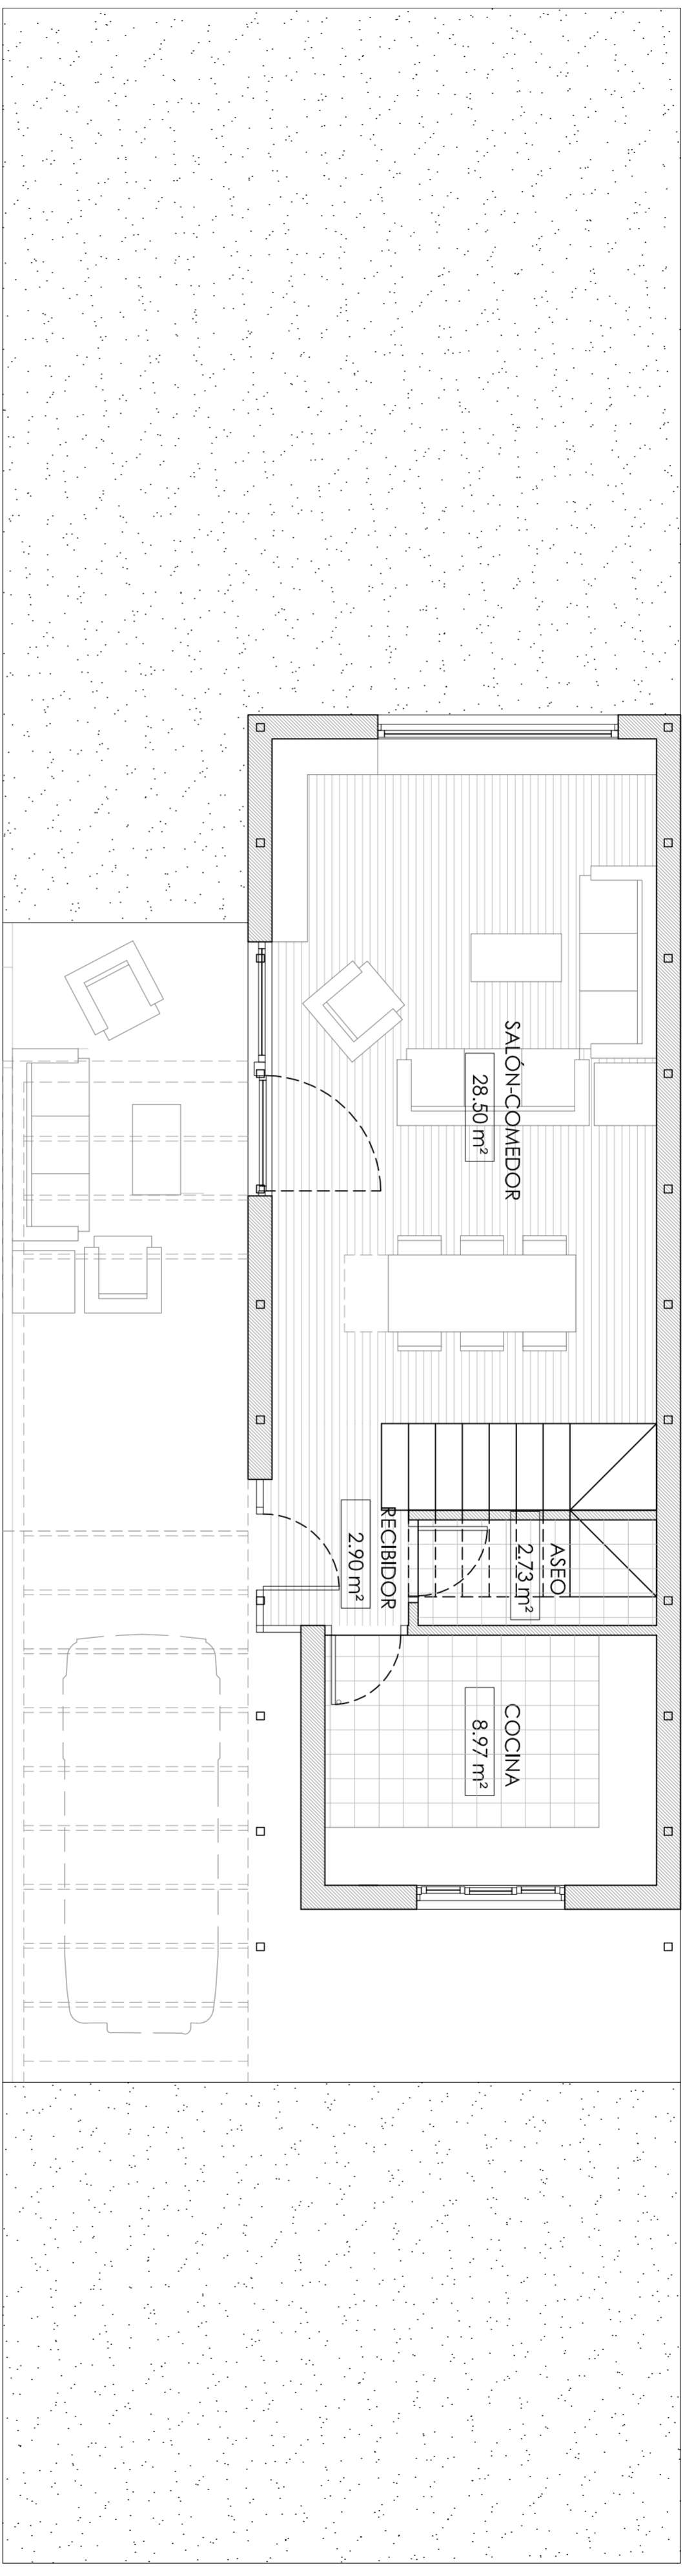 SALÓN-COMEDOR
28.50 m²
RECIBIDOR
2.90 m²
ASEO
2.73 m²
COCINA
8.97 m²